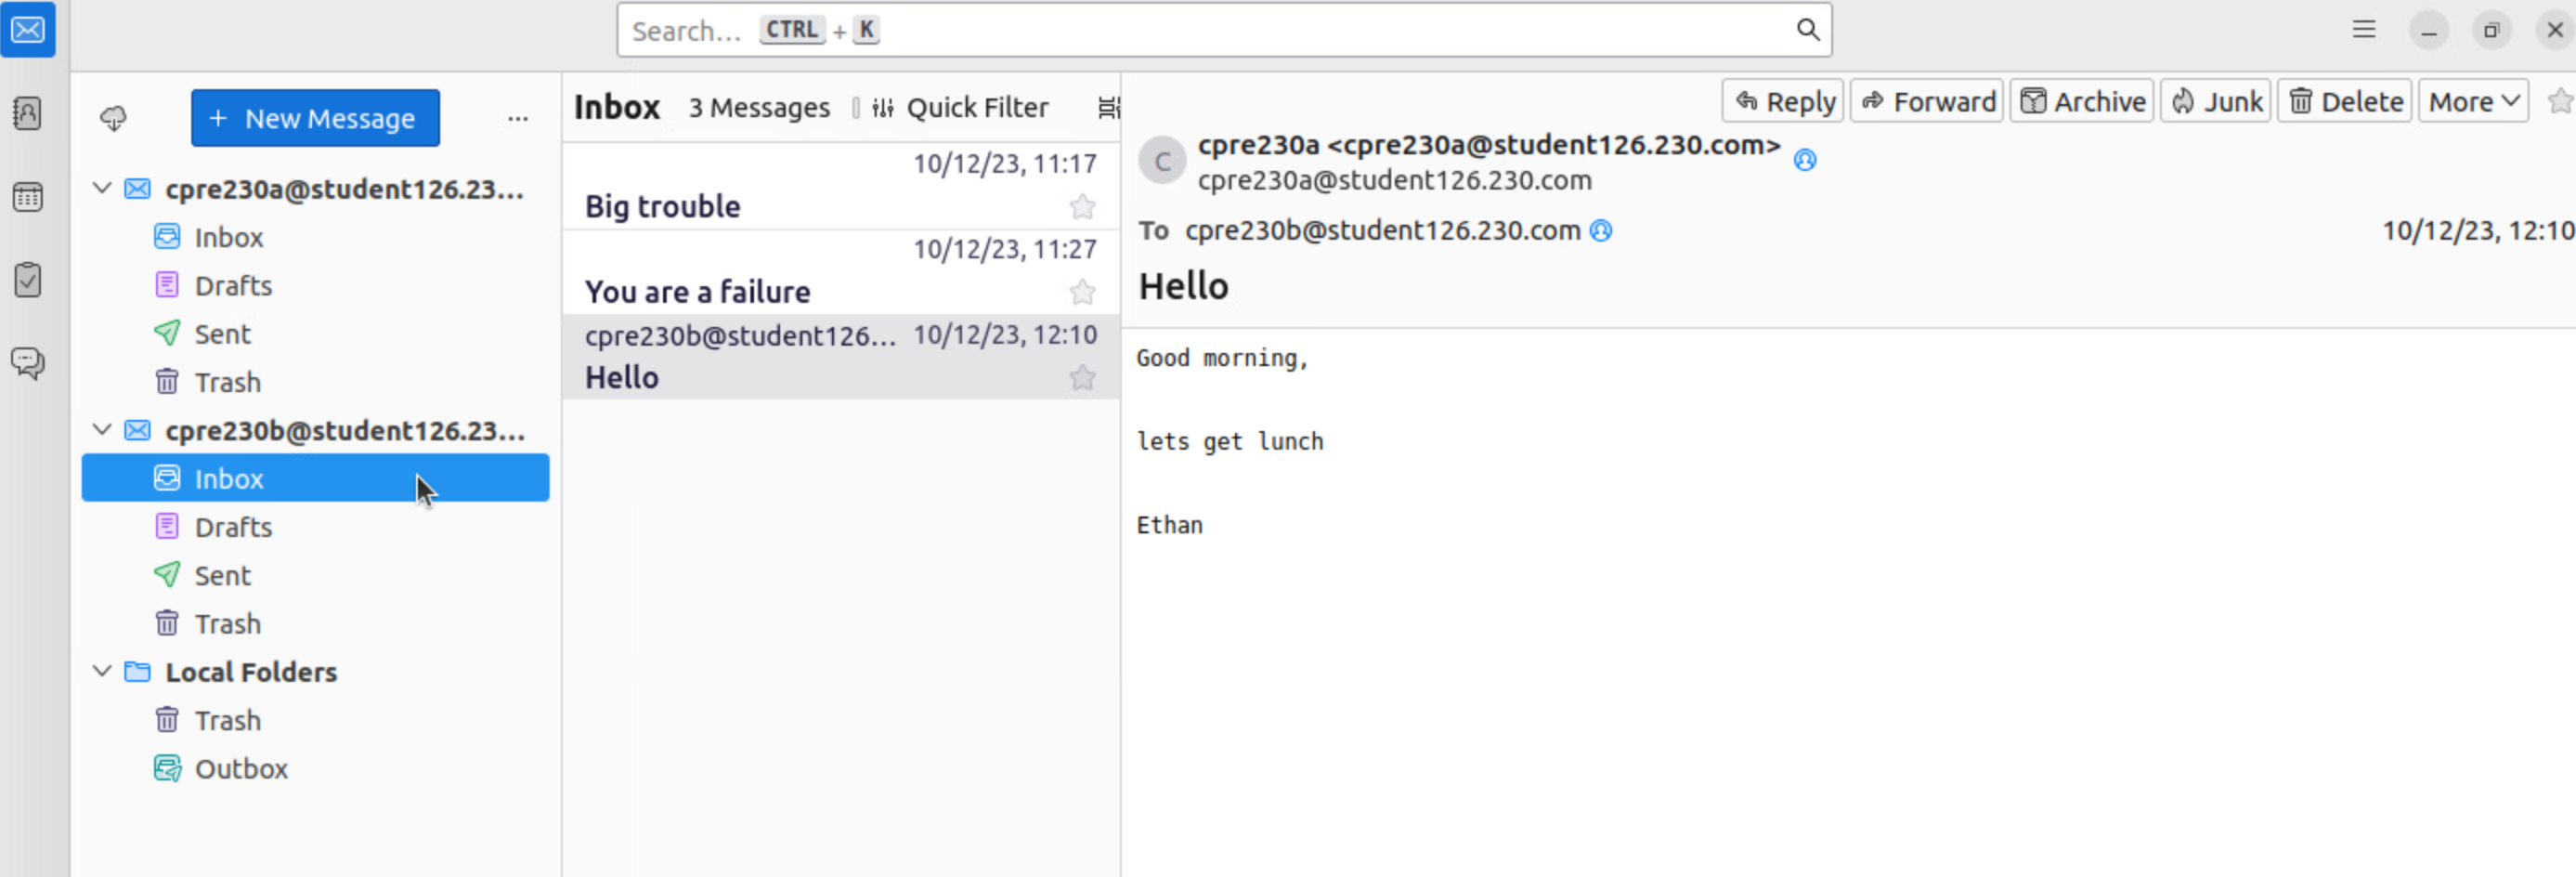 Search... CTRL + K
New Message
...
cpre230a@student126.23...
Inbox
Drafts
Sent
Trash
cpre230b@student126.23...
Inbox
Drafts
Sent
Trash
Local Folders
Trash
Outbox
Inbox 3 Messages Quick Filter
10/12/23, 11:17
Big trouble
10/12/23, 11:27
You are a failure
cpre230b@student126... 10/12/23, 12:10
Hello
Reply Forward Archive Junk Delete More
C
cpre230a <cpre230a@student126.230.com>
cpre230a@student126.230.com
To cpre230b@student126.230.com 10/12/23, 12:10
Hello
Good morning,
lets get lunch
Ethan